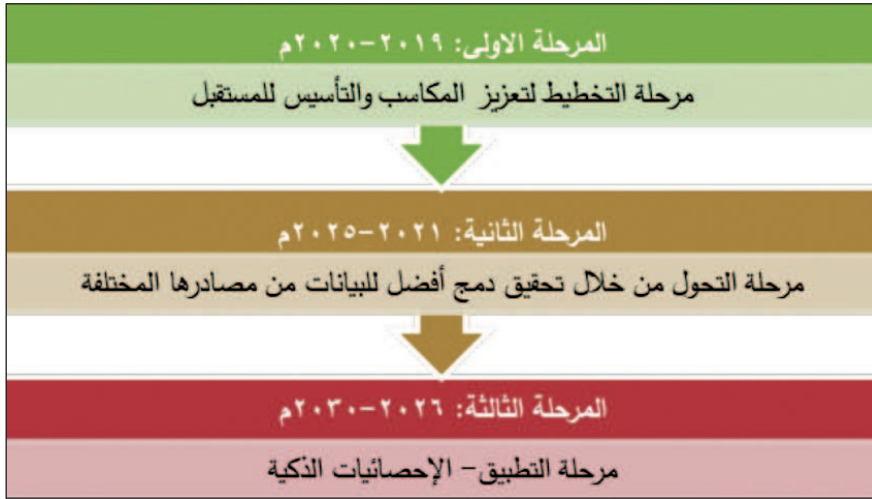 المرحلة الاولى: ٢٠١٩-٢٠٢٠م
مرحلة التخطيط لتعزيز المكاسب والتأسيس للمستقبل
المرحلة الثانية: ٢٠٢١-٢٠٢٥م
مرحلة التحول من خلال تحقيق دمج أفضل للبيانات من مصادرها المختلفة
المرحلة الثالثة: ٢٠٢٦-٢٠٣٠م
مرحلة التطبيق- الإحصائيات الذكية